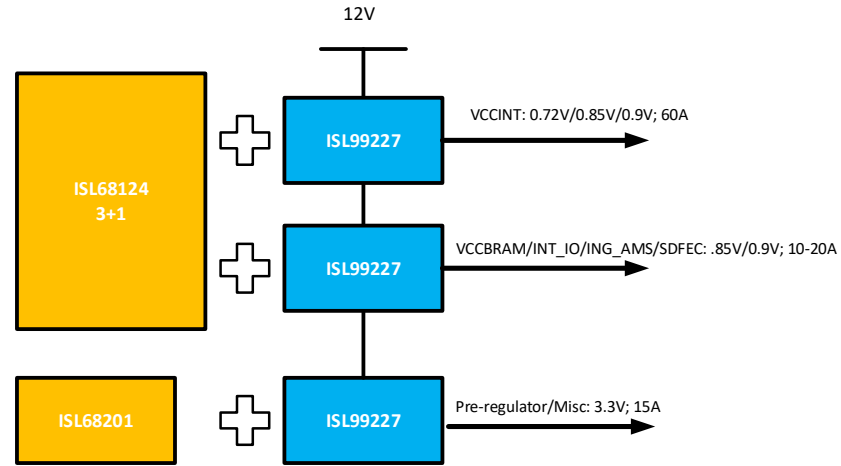 12V
ISL68124
3+1
ISL99227
VCCINT: 0.72V/0.85V/0.9V; 60A
ISL99227
VCCBRAM/INT_IO/ING_AMS/SDFEC: .85V/0.9V; 10-20A
ISL68201
ISL99227
Pre-regulator/Misc: 3.3V; 15A